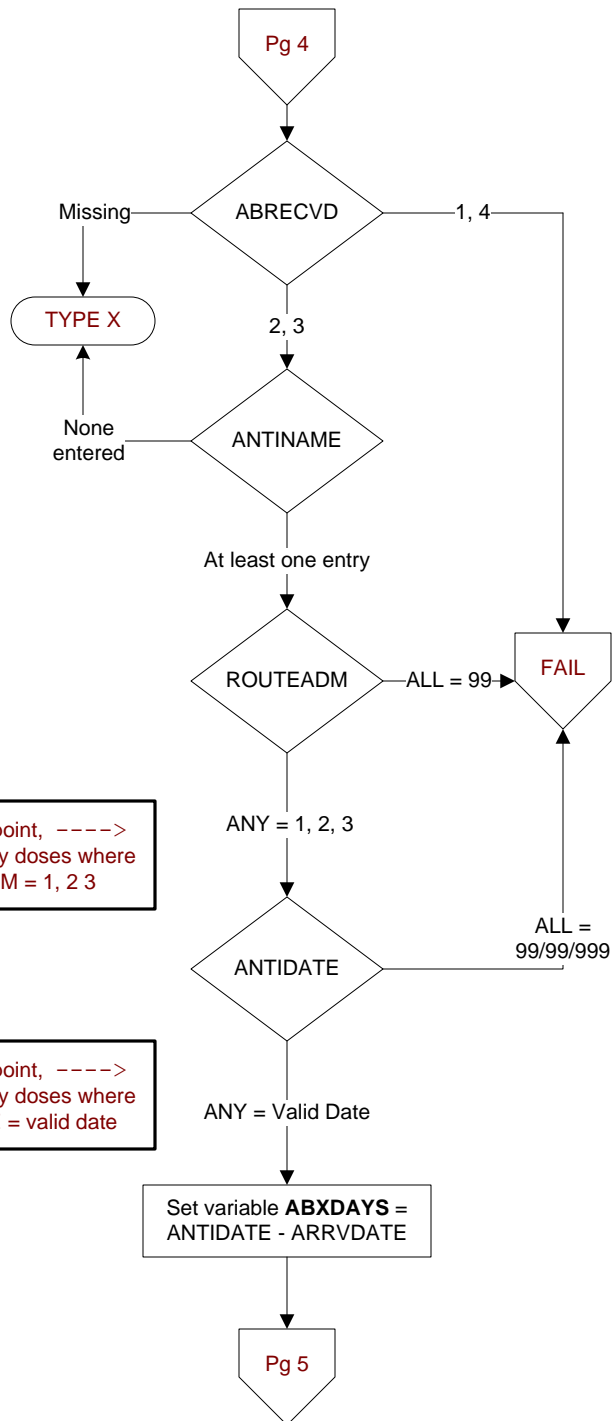 Pg 4
ABRECVD
Missing
1, 4
TYPE X
2, 3
ANTINAME
None
entered
At least one entry
ROUTEADM
ALL = 99
FAIL
ANY = 1, 2, 3
point, ---->
y doses where
M = 1, 2 3
ANTIDATE
ALL =
99/99/999
point, ---->
y doses where
= valid date
ANY = Valid Date
Set variable ABXDAYS =
ANTIDATE - ARRVDATE
Pg 5